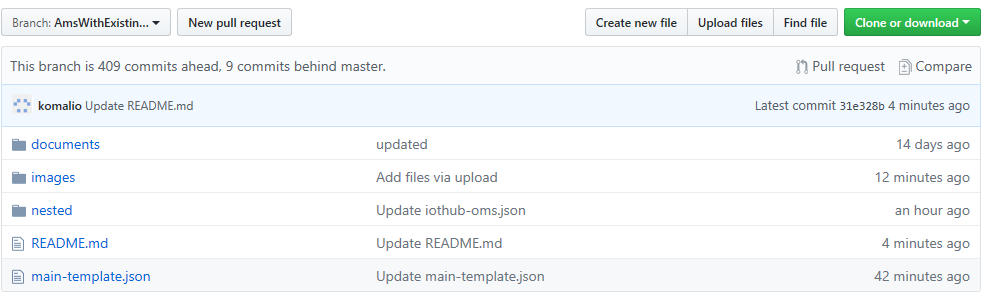 Branch: AmsWithExistin... New pull request Create new file Upload files Find file Clone or download
This branch is 409 commits ahead, 9 commits behind master. Pull request Compare
komalio Update README.md Latest commit 31e328b 4 minutes ago
documents updated 14 days ago
images Add files via upload 12 minutes ago
nested Update iothub-oms.json an hour ago
README.md Update README.md 4 minutes ago
main-template.json Update main-template.json 42 minutes ago